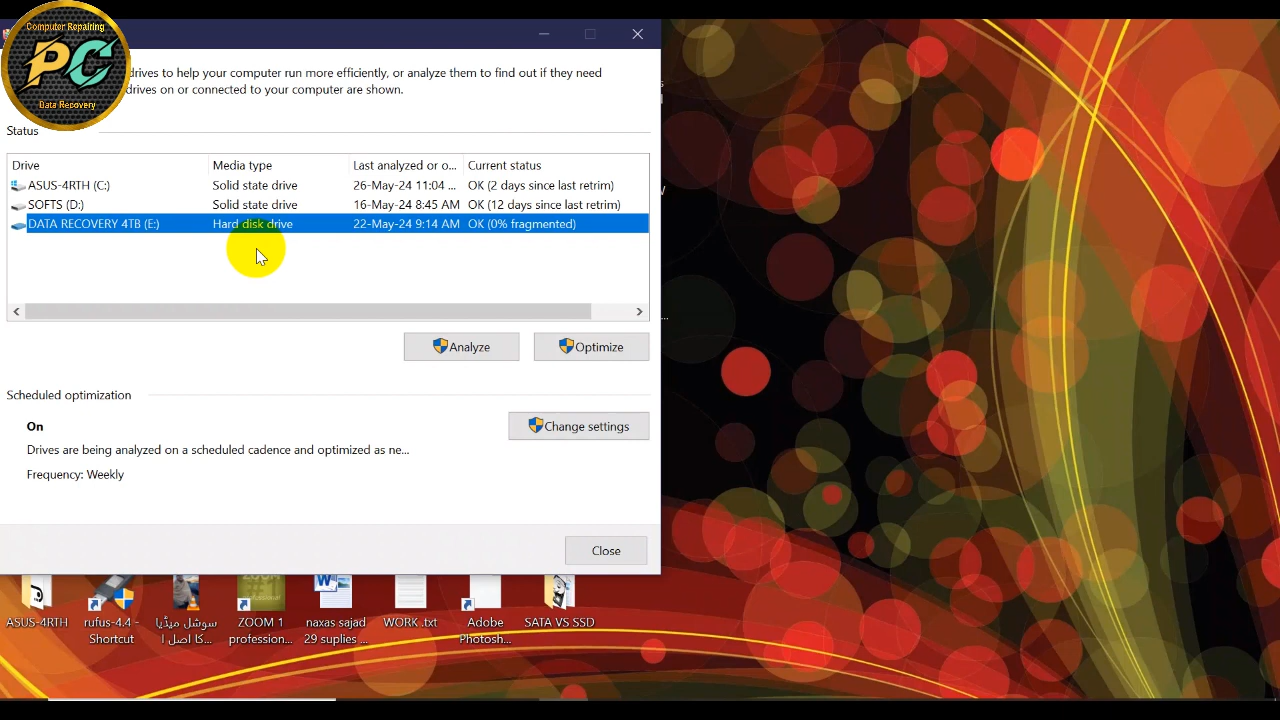 Computer Repairing
PC
Data Recovery
drives to help your computer run more efficiently, or analyze them to find out if they need
drives on or connected to your computer are shown.
Status
Drive Media type Last analyzed or o... Current status
ASUS-4RTH (C:) Solid state drive 26-May-24 11:04 ... OK (2 days since last retrim)
SOFTS (D:) Solid state drive 16-May-24 8:45 AM OK (12 days since last retrim)
DATA RECOVERY 4TB (E:) Hard disk drive 22-May-24 9:14 AM OK (0% fragmented)
Analyze Optimize
Scheduled optimization
On
Change settings
Drives are being analyzed on a scheduled cadence and optimized as ne...
Frequency: Weekly
Close
ASUS-4RTH
rufus-4.4 -
Shortcut
سوشل میڈیا
کا اصل ا...
ZOOM 1
profession...
naxas sajad
29 suplies ...
WORK .txt
Adobe
Photosh...
SATA VS SSD